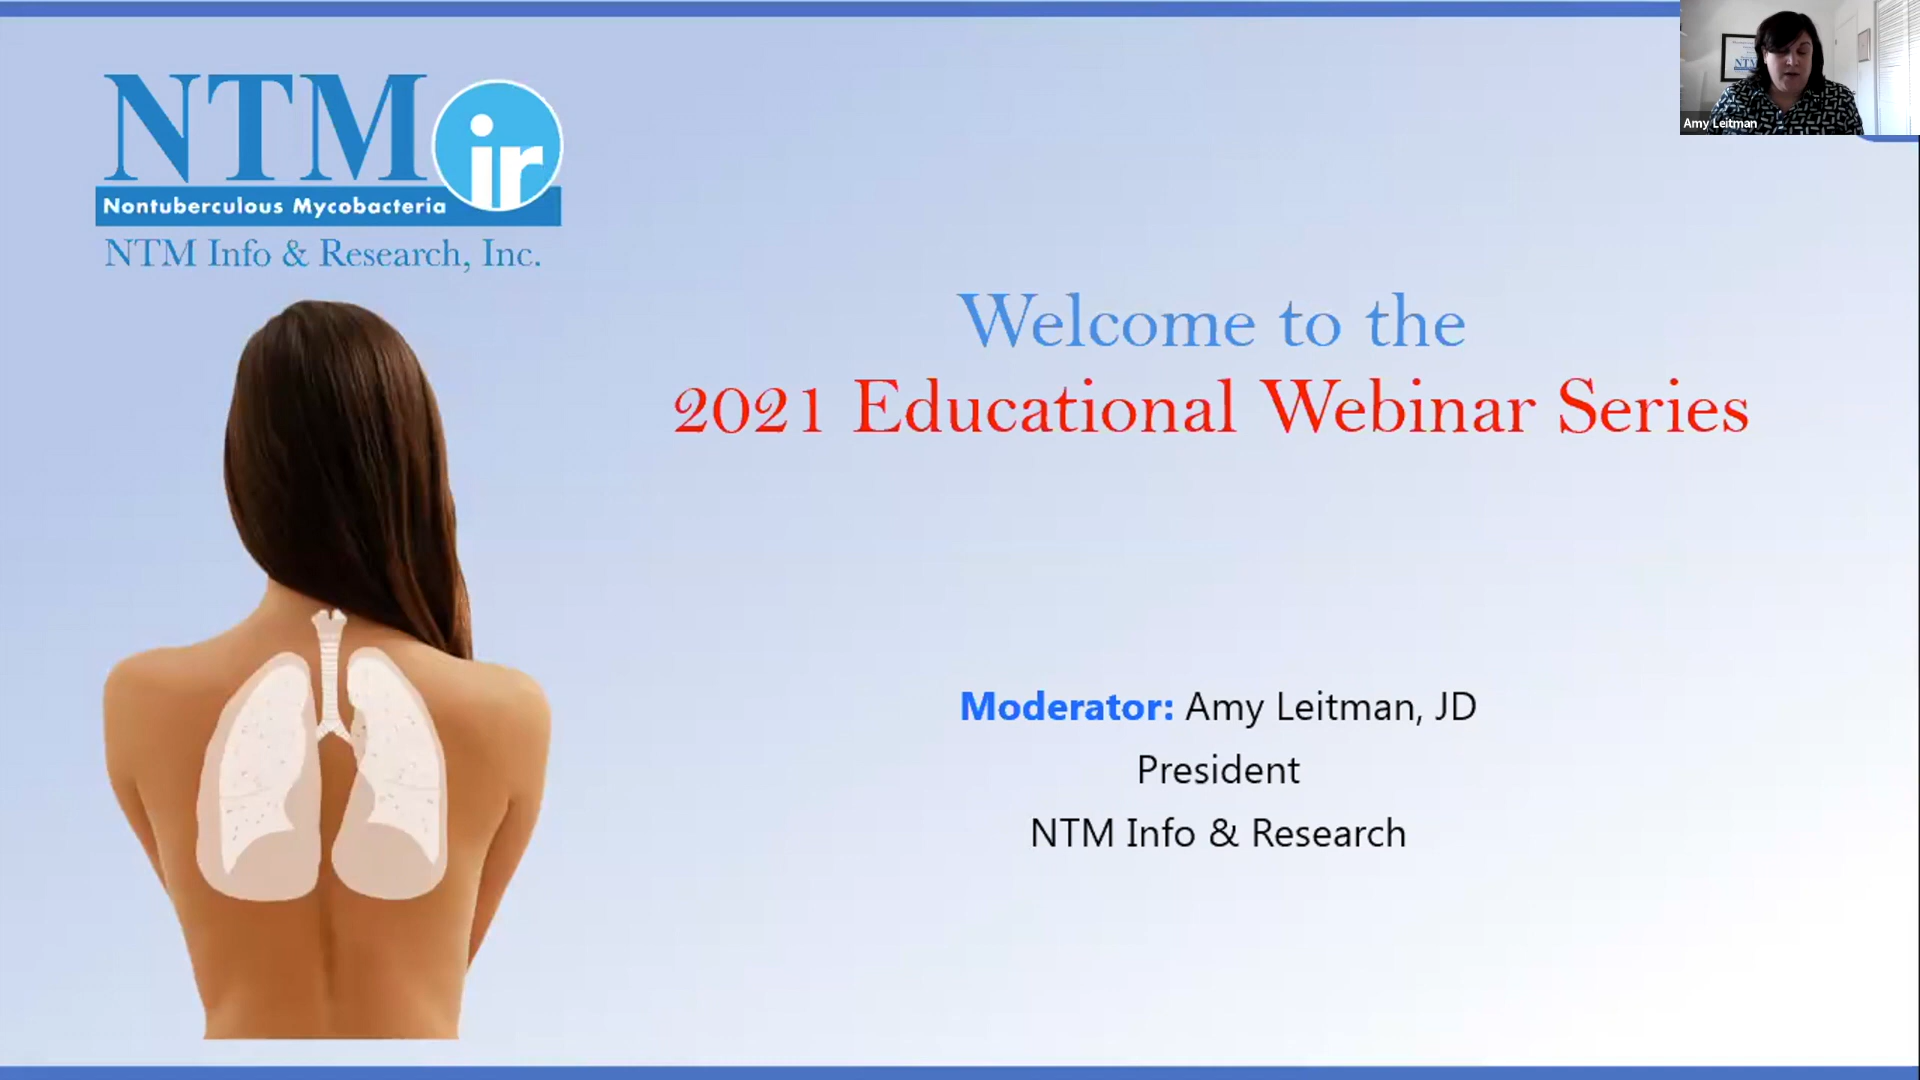 NTM
ir
Nontuberculous Mycobacteria
NTM Info & Research, Inc.
Welcome to the
2021 Educational Webinar Series
Moderator: Amy Leitman, JD
President
NTM Info & Research
Amy Leitman
NTM